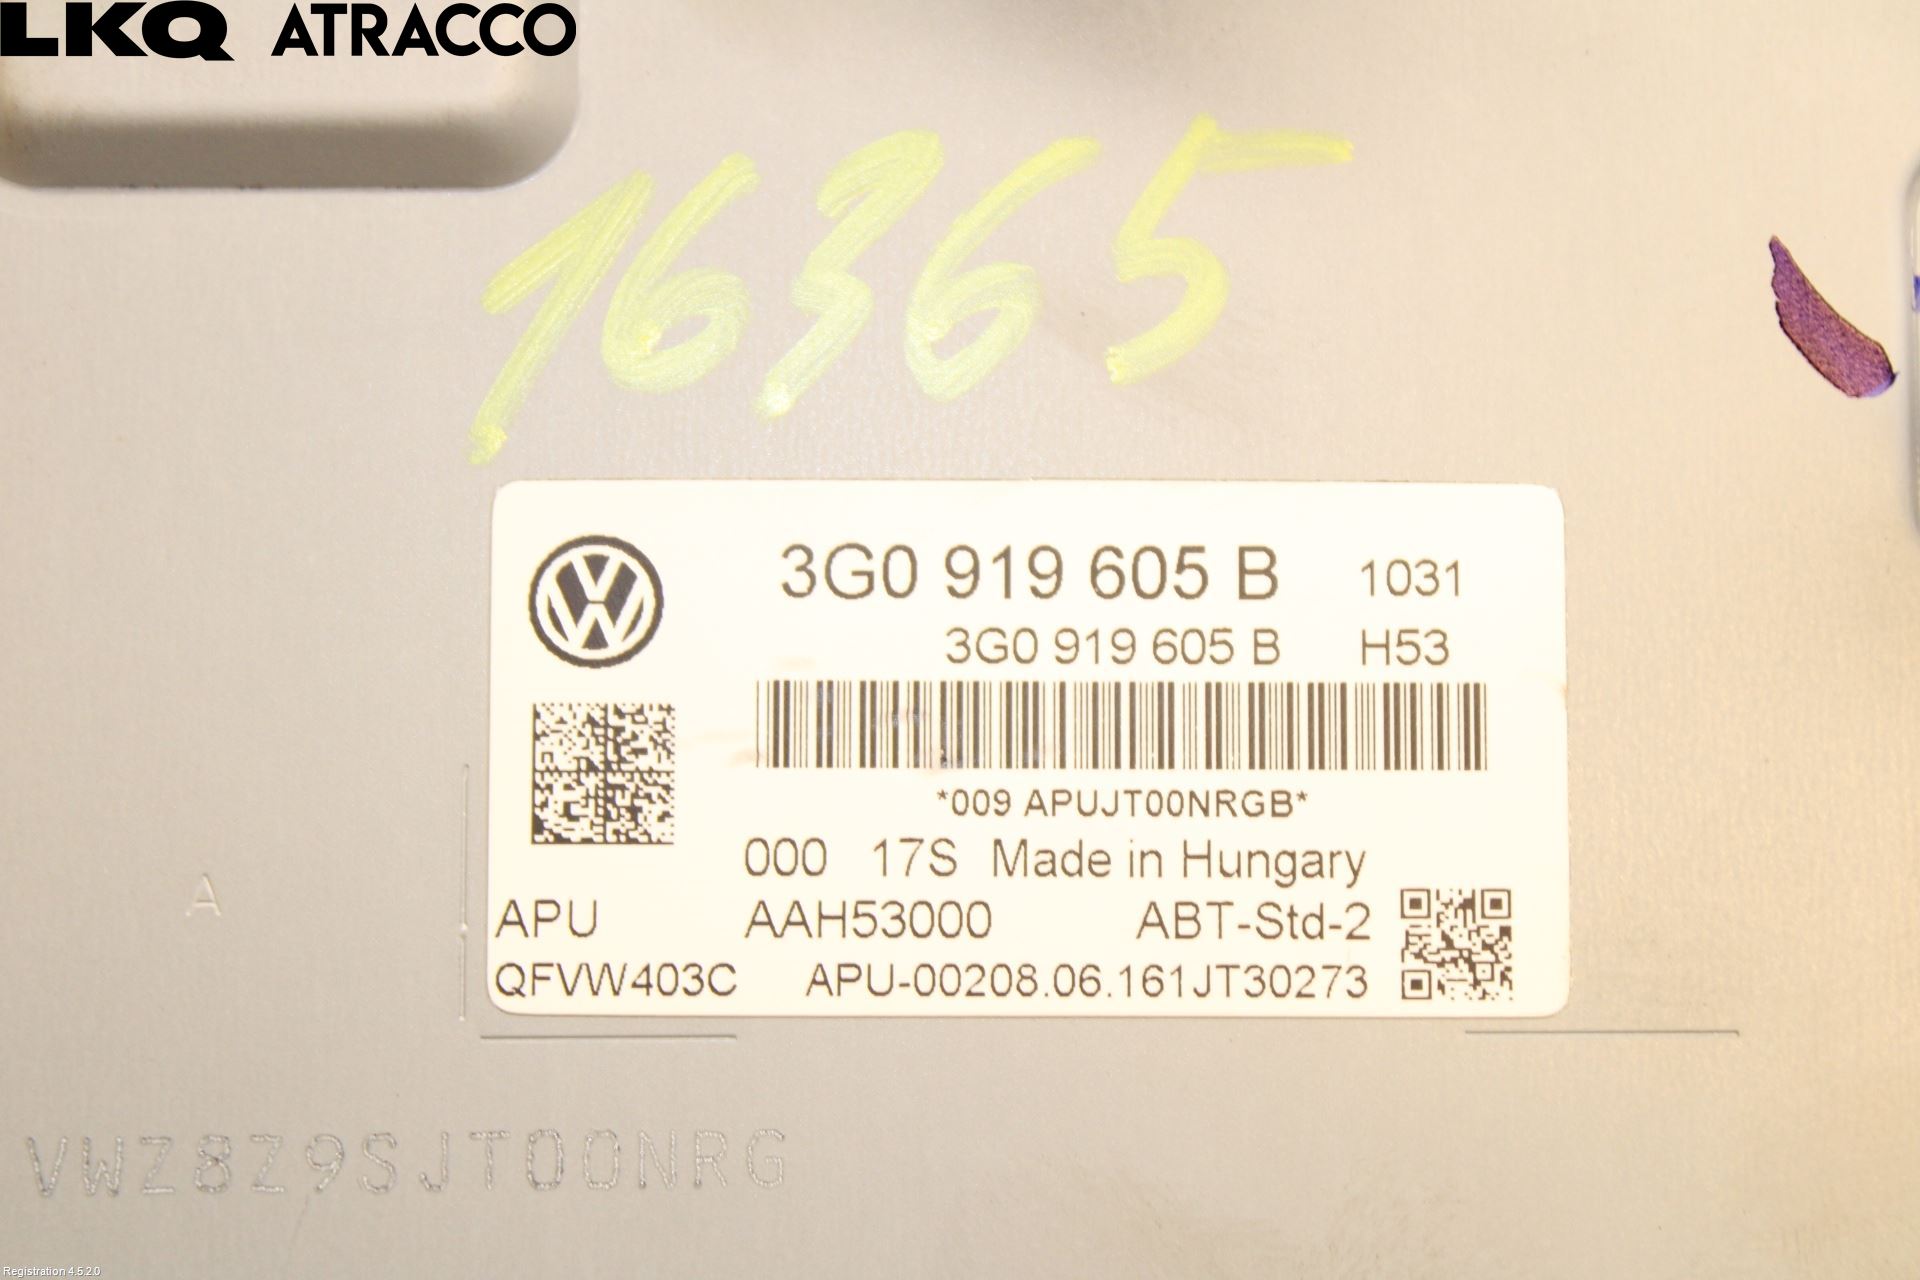 LKQ ATRACCO
16365
3G0 919 605 B 1031
3G0 919 605 B H53
*009 APUJT00NRGB*
000 17S Made in Hungary
APU AAH53000 ABT-Std-2
QFVW403C APU-00208.06.161JT30273
A
VWZ8Z9SJT00NRG
Registration 4.5.2.0